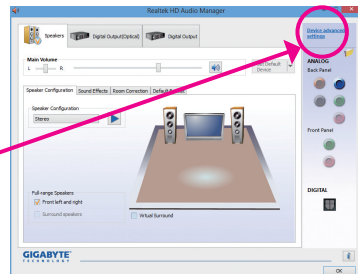 Realtek HD Audio Manager
Speakers
Digital Output(Optical)
Digital Output
Device advanced
settings
Main Volume
L
R
Default
Device
ANALOG
Back Panel
Speaker Configuration
Sound Effects
Room Correction
Default
Speaker Configuration
Stereo
Front Panel
Full-range Speakers
Front left and right
Surround speakers
Virtual Surround
DIGITAL
GIGABYTE
TECHNOLOGY
OK